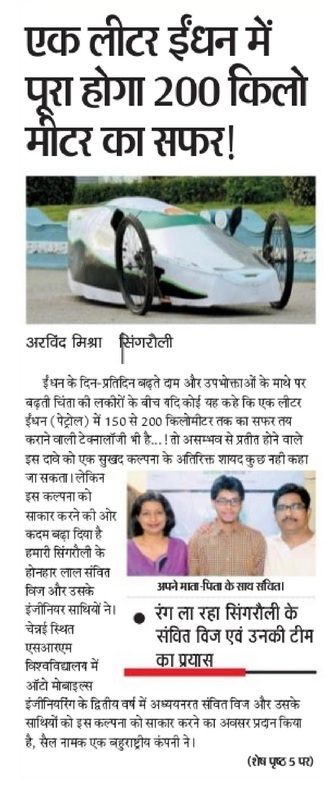 एक लीटर ईंधन में
पूरा होगा 200 किलो
मीटर का सफर!
अरविंद मिश्रा सिंगरौली
ईंधन के दिन-प्रतिदिन बढ़ते दाम और उपभोक्ताओं के माथे पर
बढ़ती चिंता की लकीरों के बीच यदि कोई यह कहे कि एक लीटर
ईंधन (पेट्रोल) में 150 से 200 किलोमीटर तक का सफर तय
कराने वाली टेक्नालॉजी भी है...! तो असम्भव से प्रतीत होने वाले
इस दावे को एक सुखद कल्पना के अतिरिक्त शायद कुछ नही कहा
जा सकता। लेकिन
इस कल्पना को
साकार करने की ओर
कदम बढ़ा दिया है
हमारी सिंगरौली के
होनहार लाल संवित
विज और उसके
इंजीनियर साथियों ने।
चेन्नई स्थित
एसआरएम
विश्वविद्यालय में
ऑटो मोबाइल्स
अपने माता-पिता के साथ संचित।
● रंग ला रहा सिंगरौली के
संवित विज एवं उनकी टीम
का प्रयास
इंजीनियरिंग के द्वितीय वर्ष में अध्ययनरत संवित विज और उसके
साथियों को इस कल्पना को साकार करने का अवसर प्रदान किया
है, सैल नामक एक बहुराष्ट्रीय कंपनी ने।
(शेष पृष्ठ 5 पर)